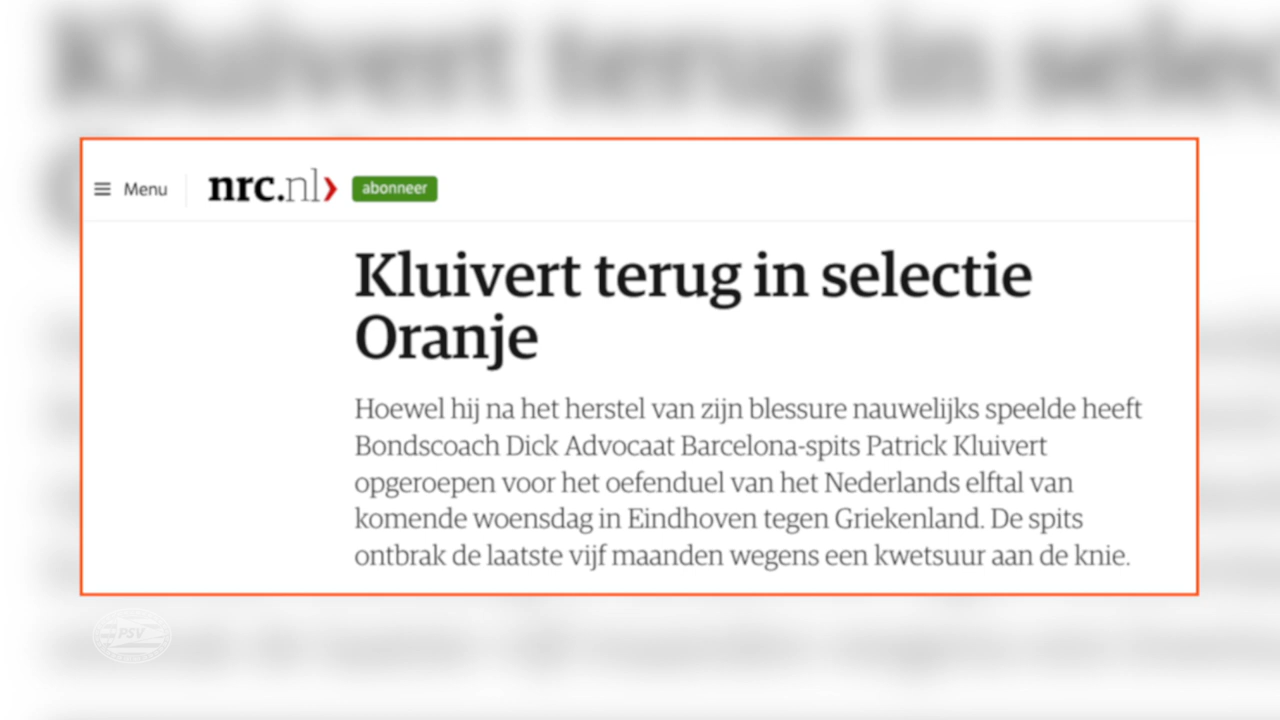 Menu
nrc.nl
abonneer
Kluivert terug in selectie
Oranje
Hoewel hij na het herstel van zijn blessure nauwelijks speelde heeft
Bondscoach Dick Advocaat Barcelona-spits Patrick Kluivert
opgeroepen voor het oefenduel van het Nederlands elftal van
komende woensdag in Eindhoven tegen Griekenland. De spits
ontbrak de laatste vijf maanden wegens een kwetsuur aan de knie.
PSV